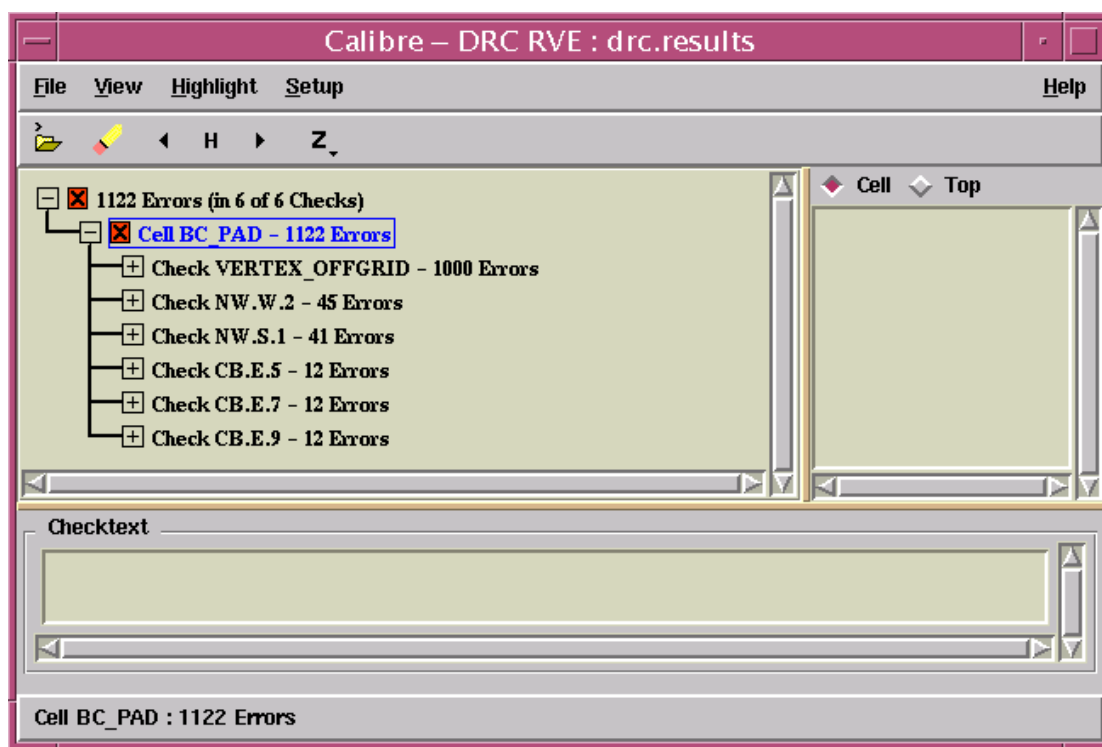 Calibre – DRC RVE : drc.results
File View Highlight Setup Help
H Z
1122 Errors (in 6 of 6 Checks)
Cell BC_PAD – 1122 Errors
Check VERTEX_OFFGRID – 1000 Errors
Check NW.W.2 – 45 Errors
Check NW.S.1 – 41 Errors
Check CB.E.5 – 12 Errors
Check CB.E.7 – 12 Errors
Check CB.E.9 – 12 Errors
Cell Top
Checktext
Cell BC_PAD : 1122 Errors